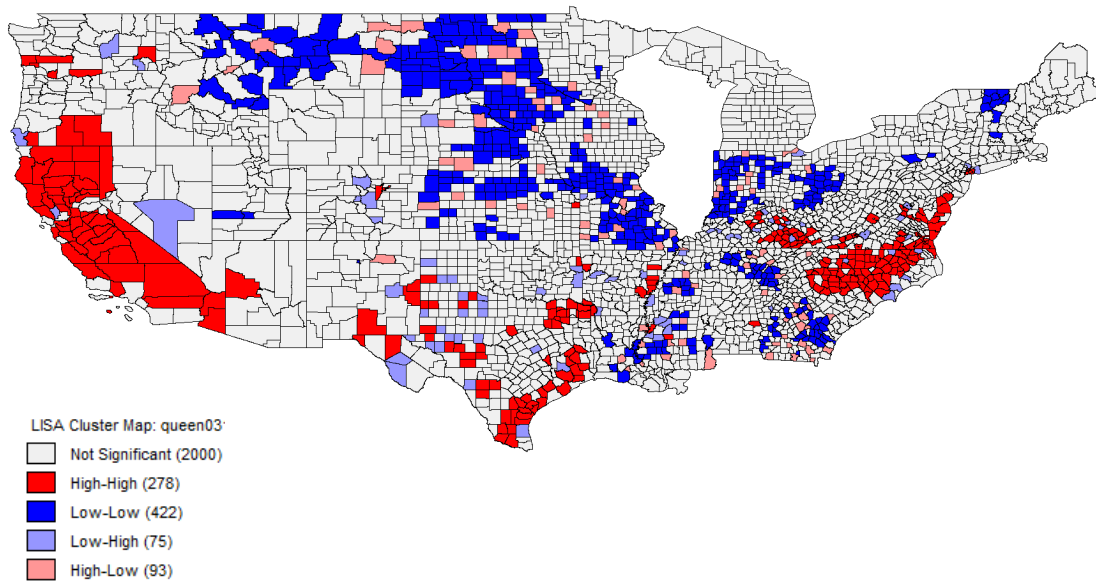 LISA Cluster Map: queen03
Not Significant (2000)
High-High (278)
Low-Low (422)
Low-High (75)
High-Low (93)